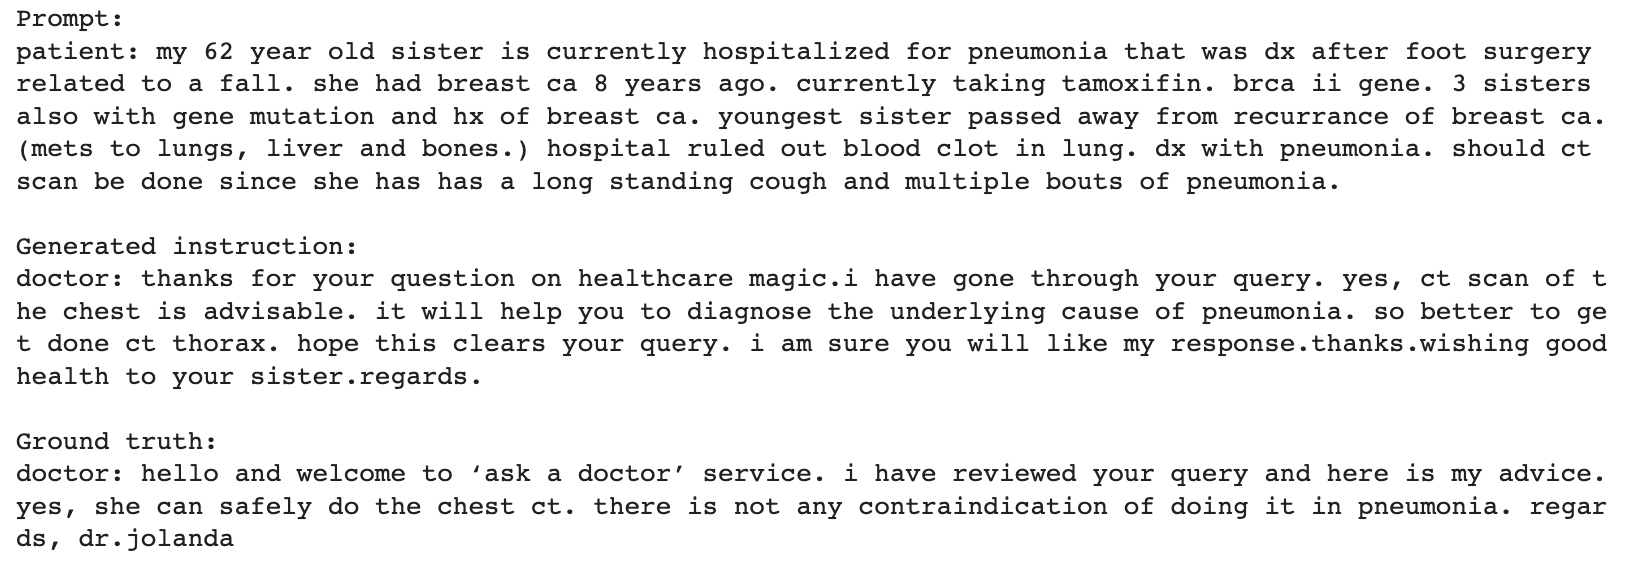 Prompt:
patient: my 62 year old sister is currently hospitalized for pneumonia that was dx after foot surgery
related to a fall. she had breast ca 8 years ago. currently taking tamoxifin. brca ii gene. 3 sisters
also with gene mutation and hx of breast ca. youngest sister passed away from recurrance of breast ca.
(mets to lungs, liver and bones.) hospital ruled out blood clot in lung. dx with pneumonia. should ct
scan be done since she has has a long standing cough and multiple bouts of pneumonia.
Generated instruction:
doctor: thanks for your question on healthcare magic.i have gone through your query. yes, ct scan of t
he chest is advisable. it will help you to diagnose the underlying cause of pneumonia. so better to ge
t done ct thorax. hope this clears your query. i am sure you will like my response.thanks.wishing good
health to your sister.regards.
Ground truth:
doctor: hello and welcome to ‘ask a doctor’ service. i have reviewed your query and here is my advice.
yes, she can safely do the chest ct. there is not any contraindication of doing it in pneumonia. regar
ds, dr.jolanda